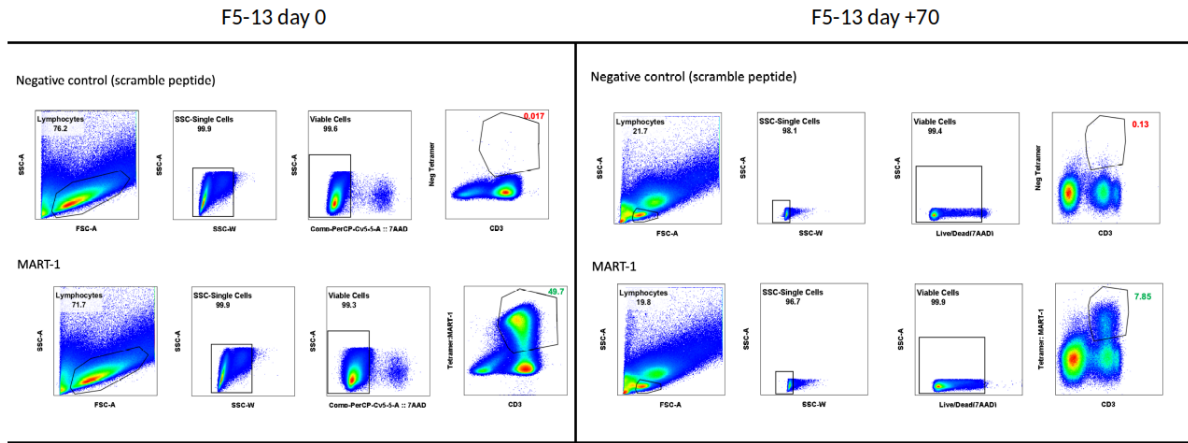 F5-13 day 0
F5-13 day +70
Negative control (scramble peptide)
Lymphocytes
76.2
SSC-A
FSC-A
SSC-Single Cells
99.9
SSC-A
SSC-W
Viable Cells
99.6
SSC-A
Comp-PerCP-Cy5-5-A :: 7AAD
0.017
Neg Tetramer
CD3
MART-1
Lymphocytes
71.7
SSC-A
FSC-A
SSC-Single Cells
99.9
SSC-A
SSC-W
Viable Cells
99.3
SSC-A
Comp-PerCP-Cy5-5-A :: 7AAD
49.7
Tetramer:MART-1
CD3
Negative control (scramble peptide)
Lymphocytes
21.7
SSC-A
FSC-A
SSC-Single Cells
98.1
SSC-A
SSC-W
Viable Cells
99.4
SSC-A
Live/Dead(7AAD)
0.13
Neg Tetramer
CD3
MART-1
Lymphocytes
19.8
SSC-A
FSC-A
SSC-Single Cells
96.7
SSC-A
SSC-W
Viable Cells
99.9
SSC-A
Live/Dead(7AAD)
7.85
Tetramer: MART-1
CD3